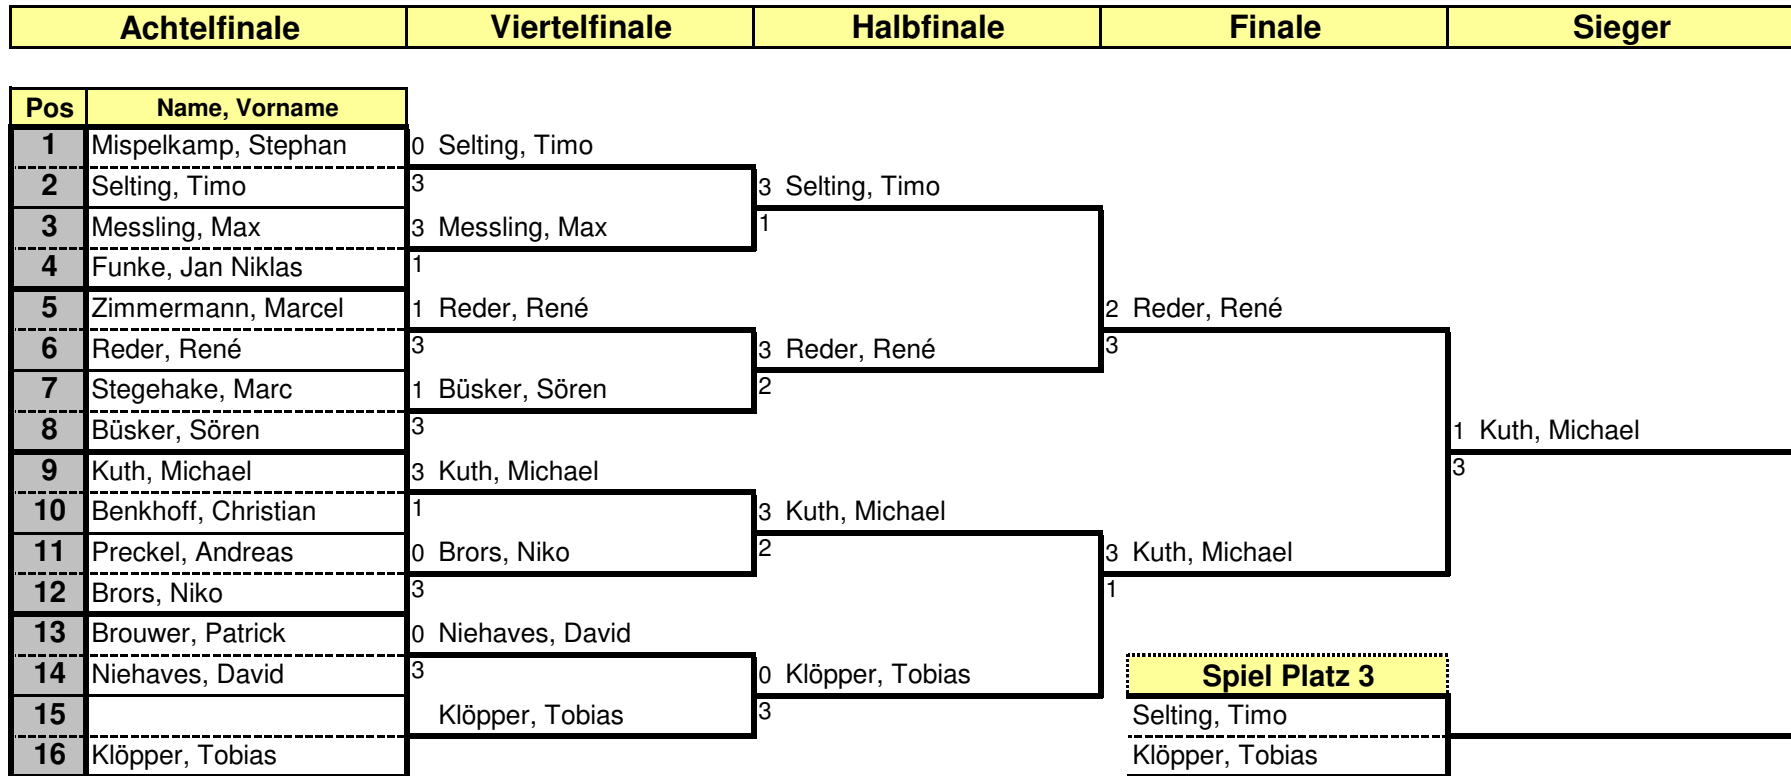 Achtelfinale Viertelfinale Halbfinale Finale Sieger
Pos Name, Vorname
1 Mispelkamp, Stephan 0 Selting, Timo
2 Selting, Timo 3 3 Selting, Timo
3 Messling, Max 3 Messling, Max 1
4 Funke, Jan Niklas 1
5 Zimmermann, Marcel 1 Reder, René 2 Reder, René
6 Reder, René 3 3 Reder, René 3
7 Stegehake, Marc 1 Büsker, Sören 2
8 Büsker, Sören 3 1 Kuth, Michael
9 Kuth, Michael 3 Kuth, Michael 3
10 Benkhoff, Christian 1 3 Kuth, Michael
11 Preckel, Andreas 0 Brors, Niko 2 3 Kuth, Michael
12 Brors, Niko 3 1
13 Brouwer, Patrick 0 Niehaves, David
14 Niehaves, David 3 0 Klöpper, Tobias Spiel Platz 3
15 Klöpper, Tobias 3 Selting, Timo
16 Klöpper, Tobias Klöpper, Tobias